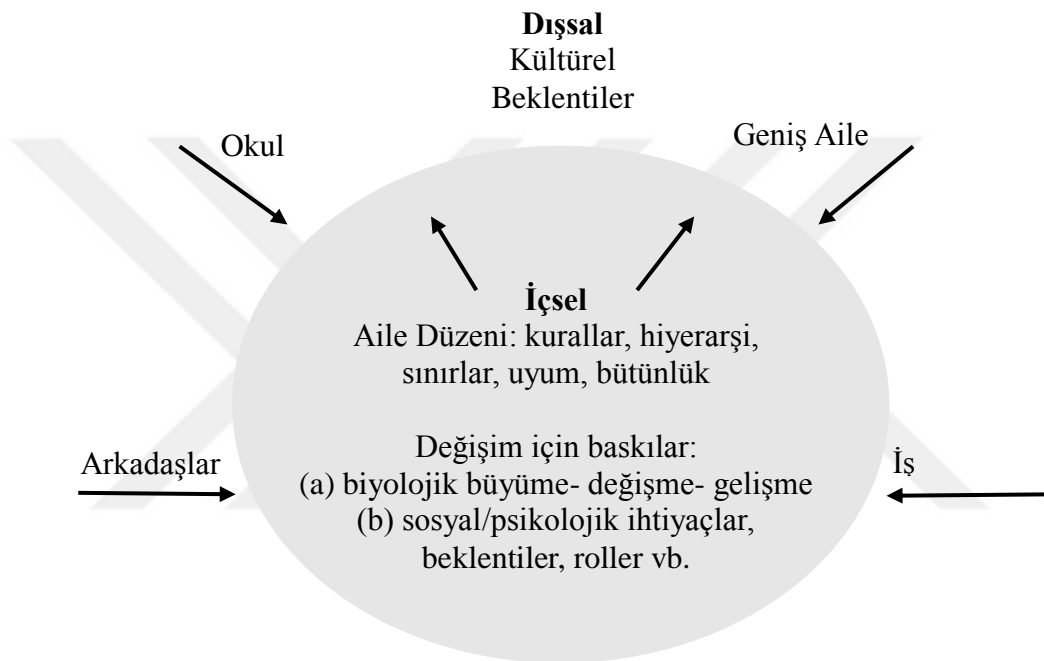 Dışsal
Kültürel
Beklentiler
Okul
Geniş Aile
İçsel
Aile Düzeni: kurallar, hiyerarşi,
sınırlar, uyum, bütünlük
Değişim için baskılar:
Arkadaşlar
İş
(a) biyolojik büyüme- değişme- gelişme
(b) sosyal/psikolojik ihtiyaçlar,
beklentiler, roller vb.